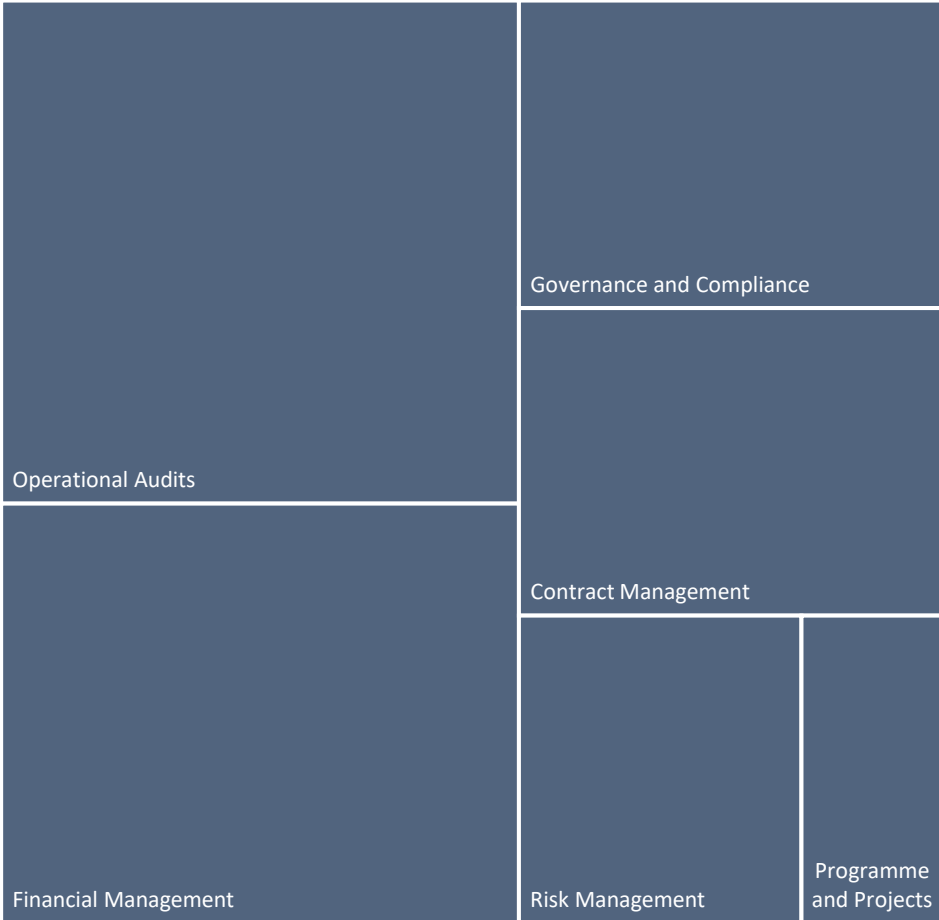 Governance and Compliance
Operational Audits
Contract Management
Financial Management
Risk Management
Programme
and Projects